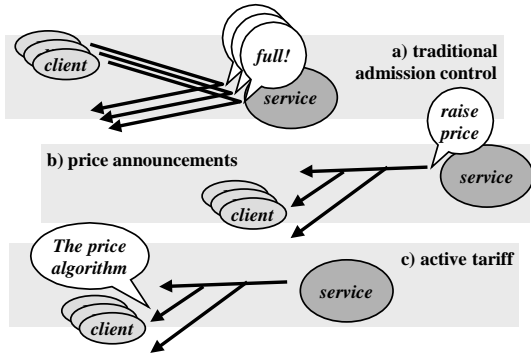 client
full!
service
a) traditional
admission control
raise
price
b) price announcements
service
client
The price
algorithm
c) active tariff
service
client